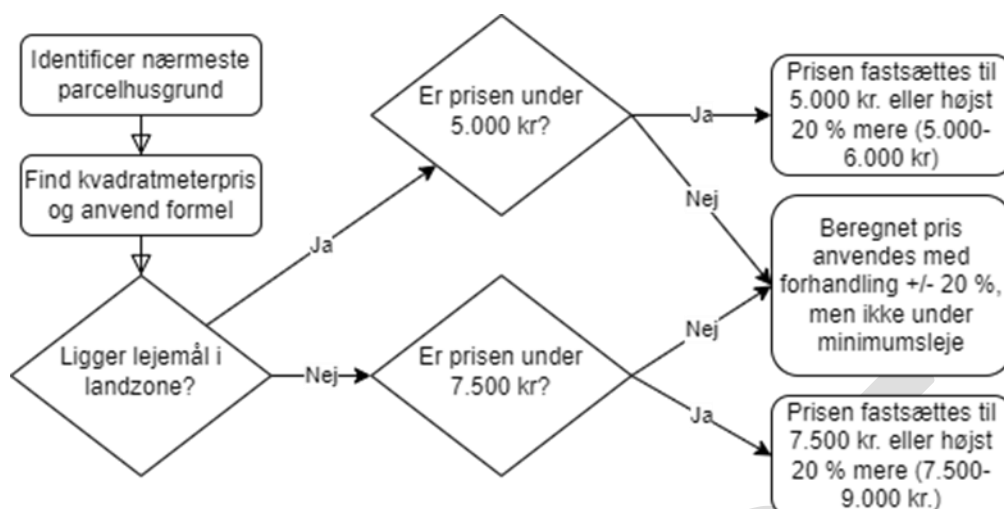 Identificer nærmeste
parcelhusgrund
Find kvadratmeterpris
og anvend formel
Ligger lejemål i
landzone?
Ja
Nej
Er prisen under
5.000 kr?
Ja
Nej
Er prisen under
7.500 kr?
Nej
Ja
Prisen fastsættes til
5.000 kr. eller højst
20 % mere (5.000-
6.000 kr)
Beregnet pris
anvendes med
forhandling +/- 20 %,
men ikke under
minimumsleje
Prisen fastsættes til
7.500 kr. eller højst
20 % mere (7.500-
9.000 kr.)